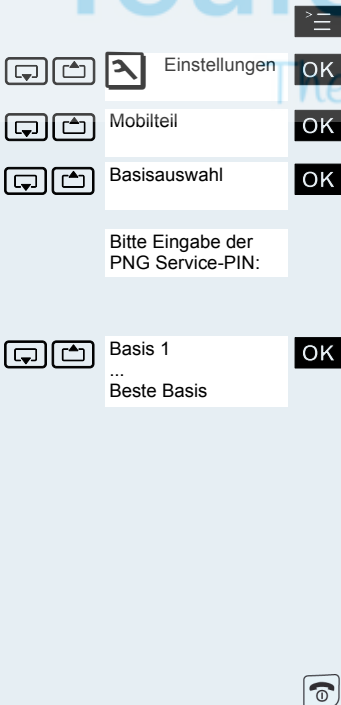 Einstellungen OK
Mobilteil OK
Basisauswahl OK
Bitte Eingabe der
PNG Service-PIN:
Basis 1 OK
...
Beste Basis